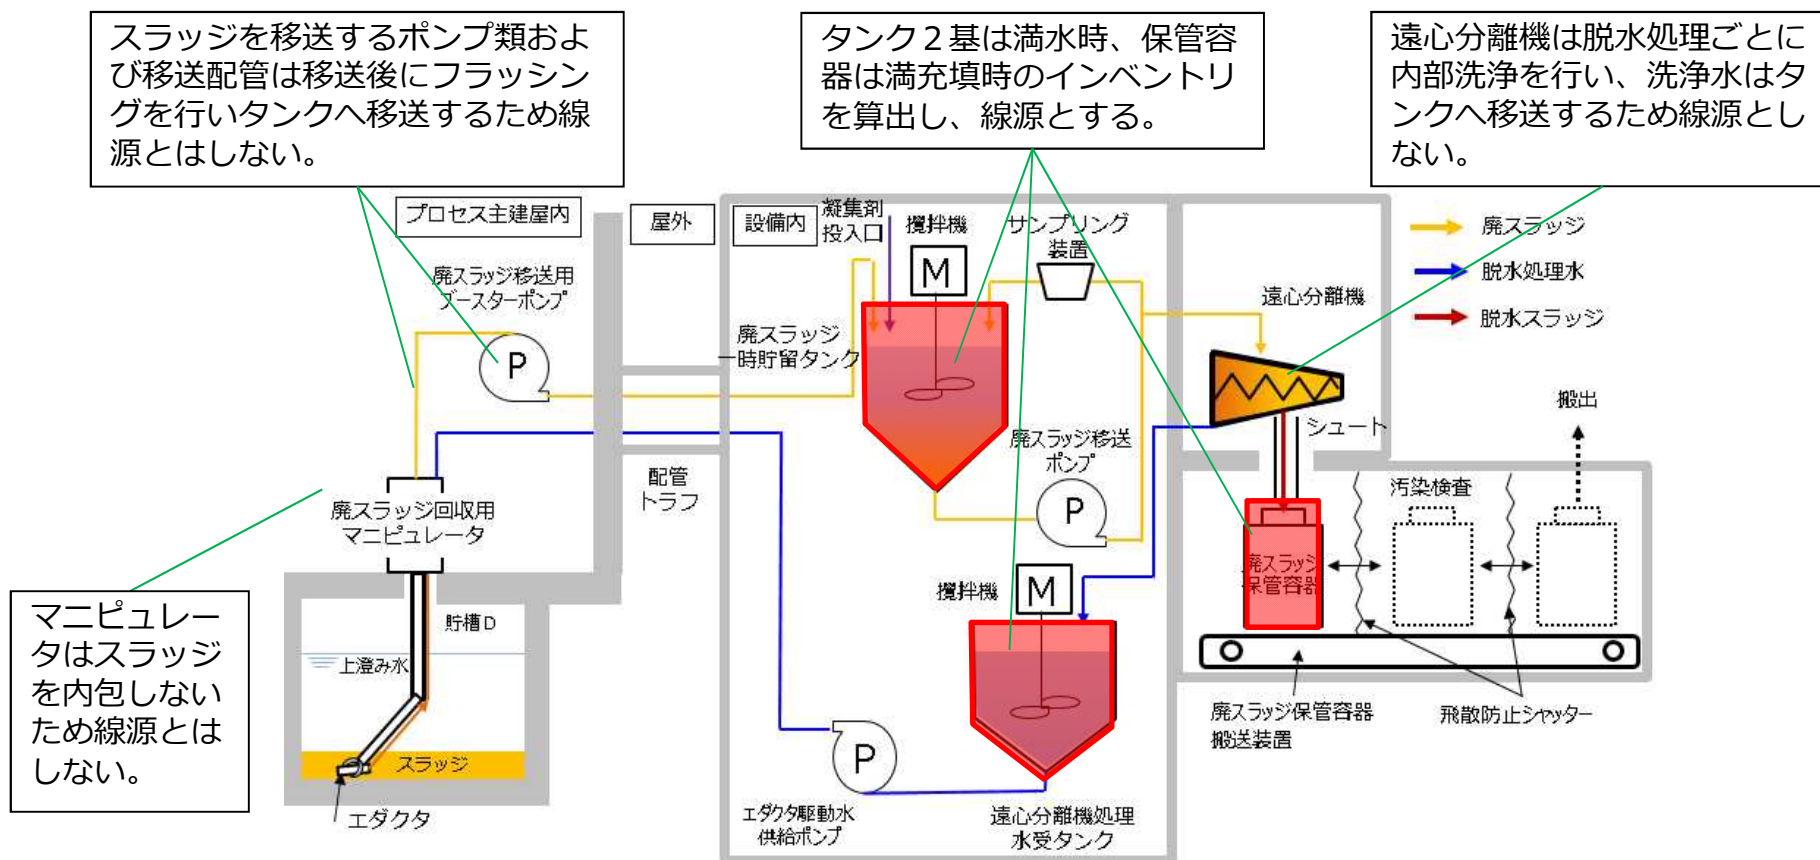 スラッジを移送するポンプ類およ
び移送配管は移送後にフラッシン
グを行いタンクへ移送するため線
源とはしない。
タンク２基は満水時、保管容
器は満充填時のインベントリ
を算出し、線源とする。
遠心分離機は脱水処理ごとに
内部洗浄を行い、洗浄水はタ
ンクへ移送するため線源とし
ない。
プロセス主建屋内
屋外
設備内
凝集剤
投入口
攪拌機
サンプリング
装置
廃スラッジ
脱水処理水
脱水スラッジ
廃スラッジ移送用
ブースターポンプ
P
M
廃スラッジ
一時貯留タンク
遠心分離機
シュート
搬出
廃スラッジ移送
ポンプ
P
配管
トラフ
廃スラッジ回収用
マニピュレータ
汚染検査
廃スラッジ
保管容器
攪拌機
M
マニピュレー
タはスラッジ
を内包しない
ため線源とは
しない。
貯槽D
上澄み水
スラッジ
エダクタ
P
エダクタ駆動水
供給ポンプ
遠心分離機処理
水受タンク
廃スラッジ保管容器
搬送装置
飛散防止シャッター